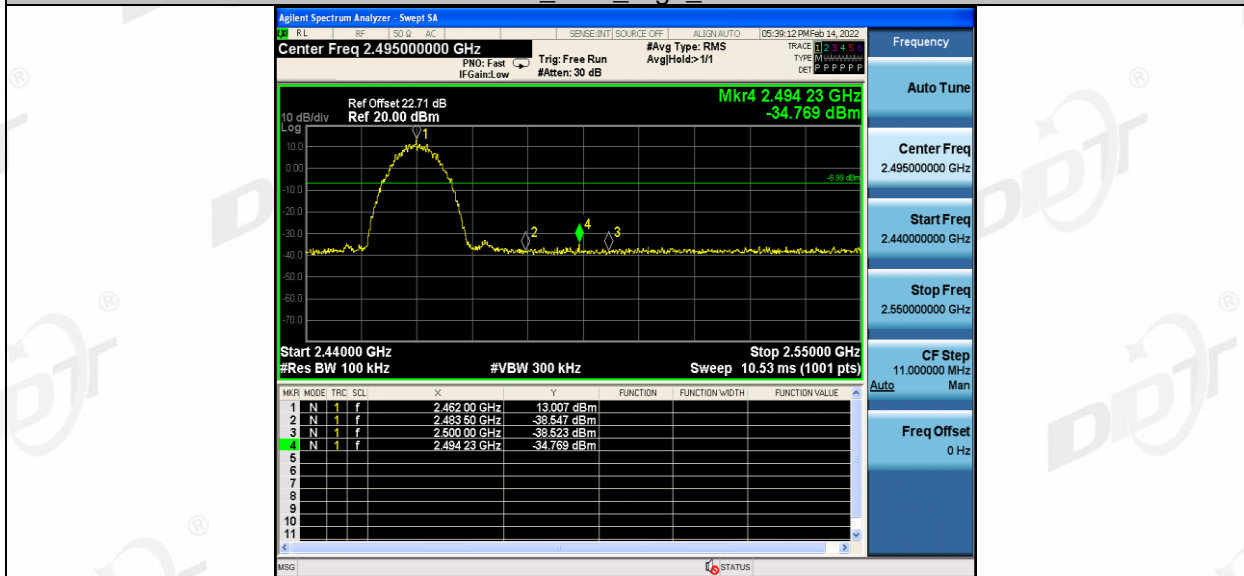 Agilent Spectrum Analyzer - Swept SA
RL RF 50 Ω AC SENSE:INT SOURCE OFF ALIGN AUTO 05:39:12 PM Feb 14, 2022
Center Freq 2.495000000 GHz
PNO: Fast
IFGain:Low
Trig: Free Run
#Atten: 30 dB
#Avg Type: RMS
Avg|Hold:>1/1
TRACE 1 2 3 4 5 6
TYPE M
DET P P P P P P
Frequency
Auto Tune
Mkr4 2.494 23 GHz
-34.769 dBm
Ref Offset 22.71 dB
10 dB/div Ref 20.00 dBm
Log
10.0
0.00
-10.0
-20.0
-30.0
-40.0
-50.0
-60.0
-70.0
1
2
4
3
-6.99 dBm
Center Freq
2.495000000 GHz
Start Freq
2.440000000 GHz
Stop Freq
2.550000000 GHz
CF Step
11.000000 MHz
Auto Man
Freq Offset
0 Hz
Start 2.44000 GHz Stop 2.55000 GHz
#Res BW 100 kHz #VBW 300 kHz Sweep 10.53 ms (1001 pts)
MKR MODE TRC SCL X Y FUNCTION FUNCTION WIDTH FUNCTION VALUE
1 N 1 f 2.462 00 GHz 13.007 dBm
2 N 1 f 2.483 50 GHz -38.547 dBm
3 N 1 f 2.500 00 GHz -38.523 dBm
4 N 1 f 2.494 23 GHz -34.769 dBm
5
6
7
8
9
10
11
MSG STATUS
DDT ®